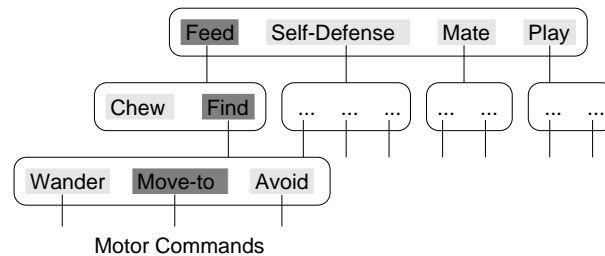 Feed Self-Defense Mate Play
Chew Find ... ... ... ... ... ... ...
Wander Move-to Avoid
Motor Commands